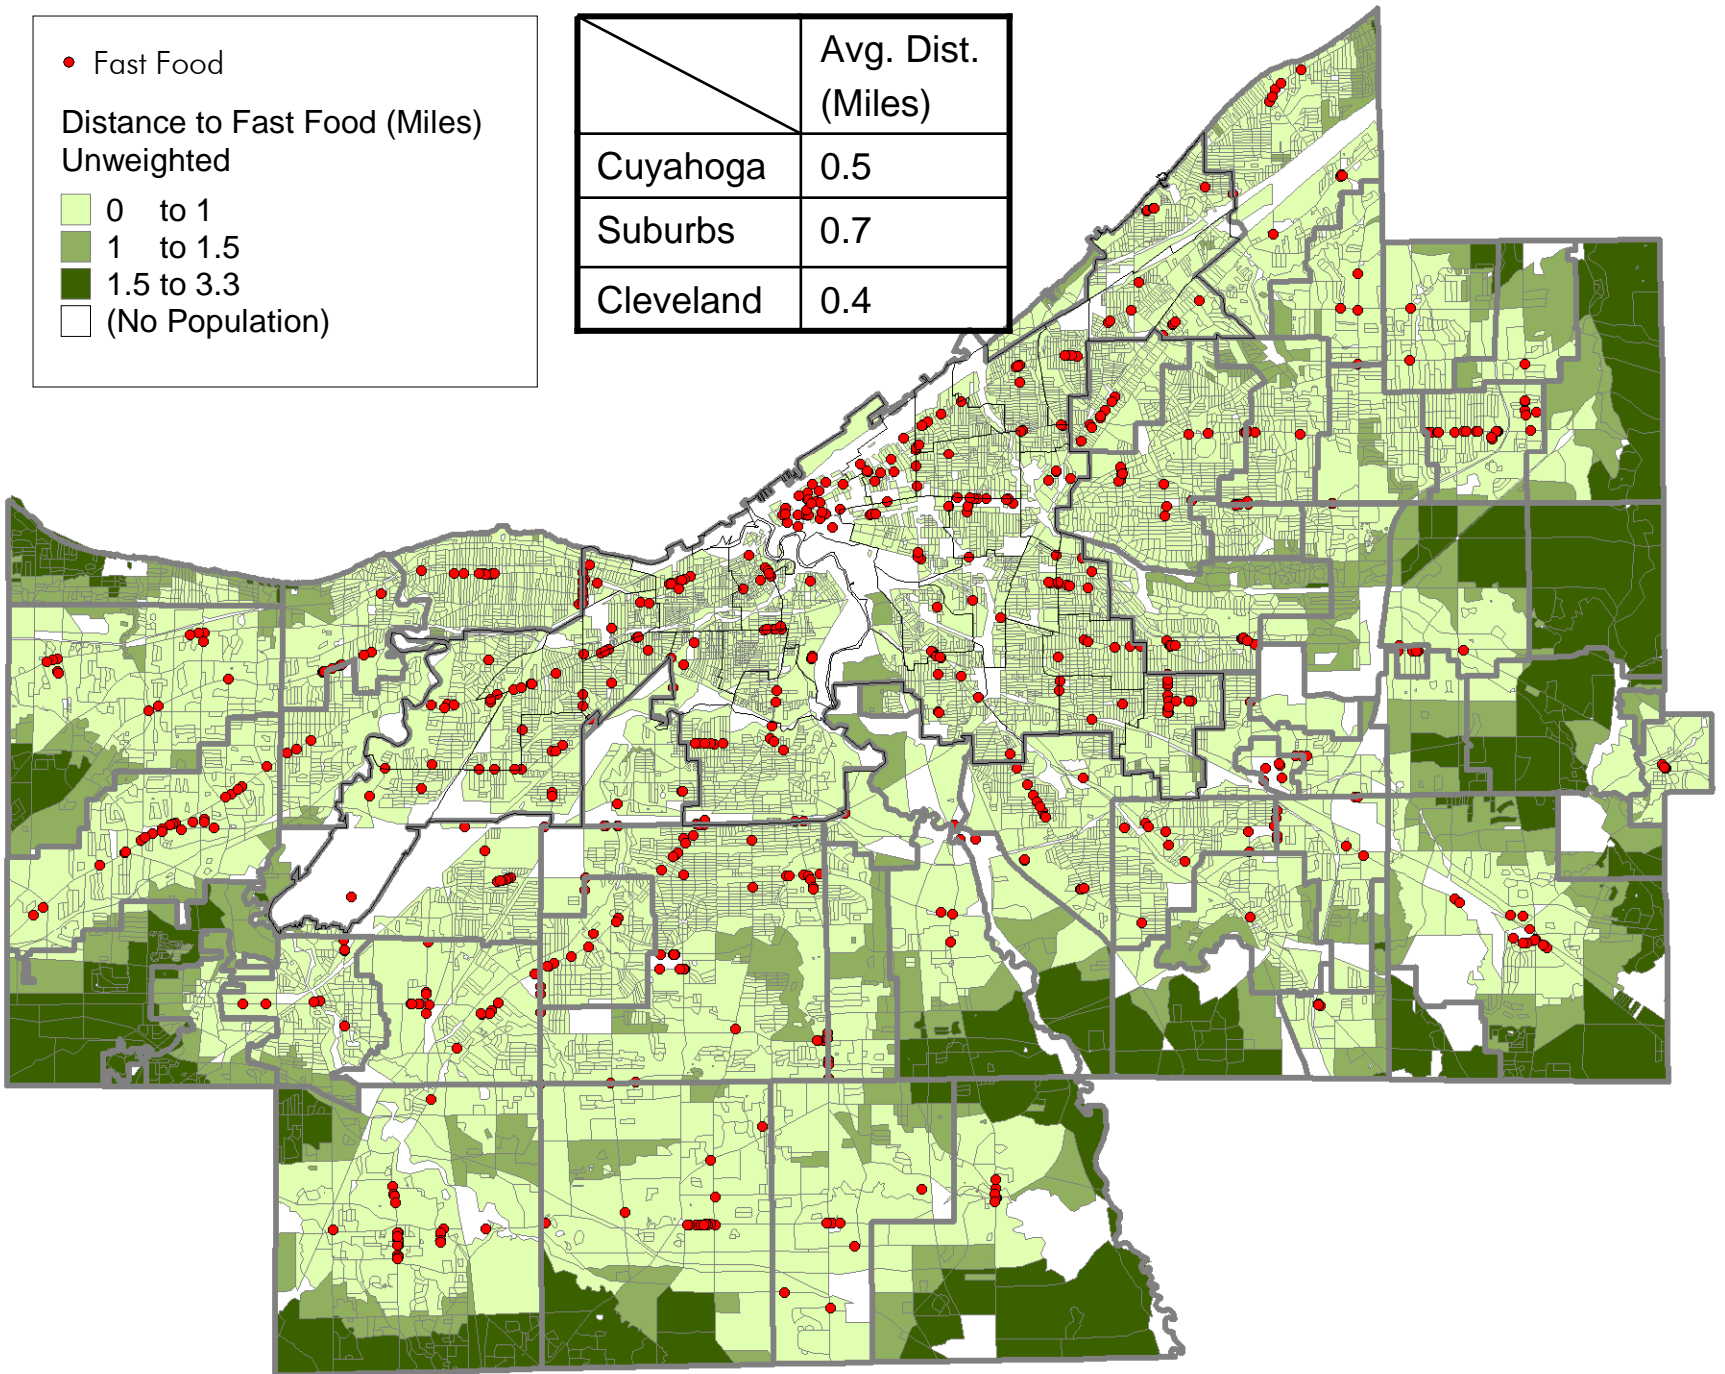 Fast Food
Distance to Fast Food (Miles)
Unweighted
0 to 1
1 to 1.5
1.5 to 3.3
(No Population)
Avg. Dist.
(Miles)
Cuyahoga 0.5
Suburbs 0.7
Cleveland 0.4